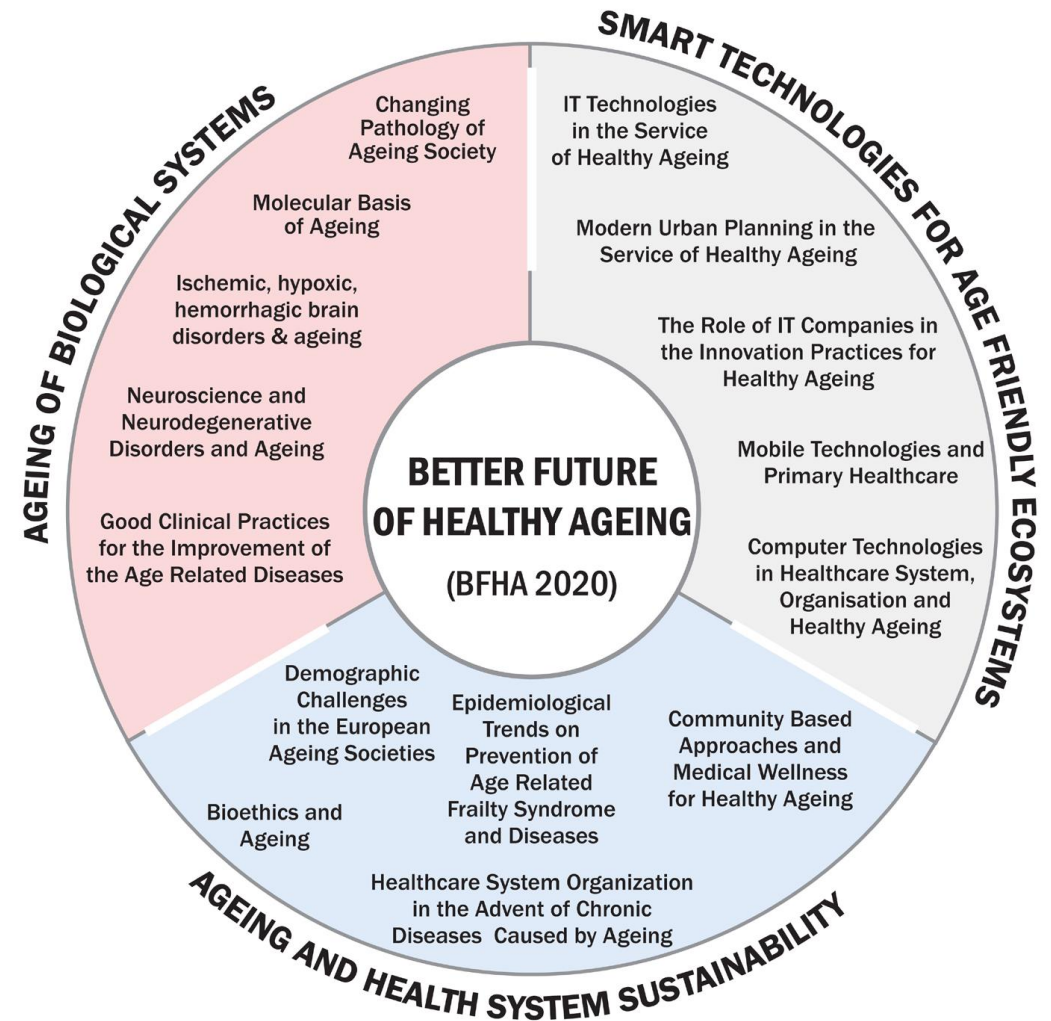 SMART TECHNOLOGIES FOR AGE FRIENDLY ECOSYSTEMS
IT Technologies
in the Service
of Healthy Ageing
Modern Urban Planning in the
Service of Healthy Ageing
The Role of IT Companies in
the Innovation Practices for
Healthy Ageing
Mobile Technologies and
Primary Healthcare
Computer Technologies
in Healthcare System,
Organisation and
Healthy Ageing
AGEING OF BIOLOGICAL SYSTEMS
Changing
Pathology of
Ageing Society
Molecular Basis
of Ageing
Ischemic, hypoxic,
hemorrhagic brain
disorders & ageing
Neuroscience and
Neurodegenerative
Disorders and Ageing
Good Clinical Practices
for the Improvement of
the Age Related Diseases
BETTER FUTURE
OF HEALTHY AGEING
(BFHA 2020)
Demographic
Challenges
in the European
Ageing Societies
Bioethics and
Ageing
Epidemiological
Trends on
Prevention of
Age Related
Frailty Syndrome
and Diseases
Community Based
Approaches and
Medical Wellness
for Healthy Ageing
Healthcare System Organization
in the Advent of Chronic
Diseases Caused by Ageing
AGEING AND HEALTH SYSTEM SUSTAINABILITY